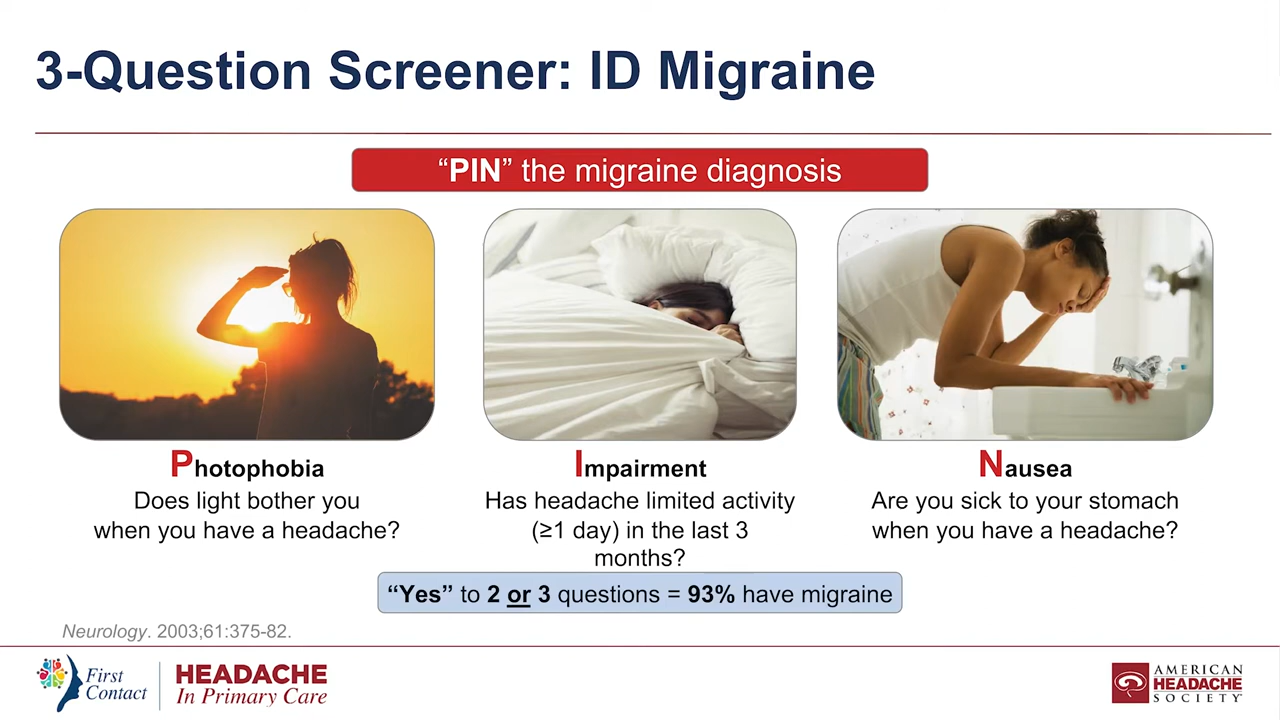 3-Question Screener: ID Migraine
“PIN” the migraine diagnosis
Photophobia
Does light bother you
when you have a headache?
Impairment
Has headache limited activity
(≥1 day) in the last 3
months?
Nausea
Are you sick to your stomach
when you have a headache?
“Yes” to 2 or 3 questions = 93% have migraine
Neurology. 2003;61:375-82.
First
Contact
HEADACHE
In Primary Care
AMERICAN
HEADACHE
SOCIETY